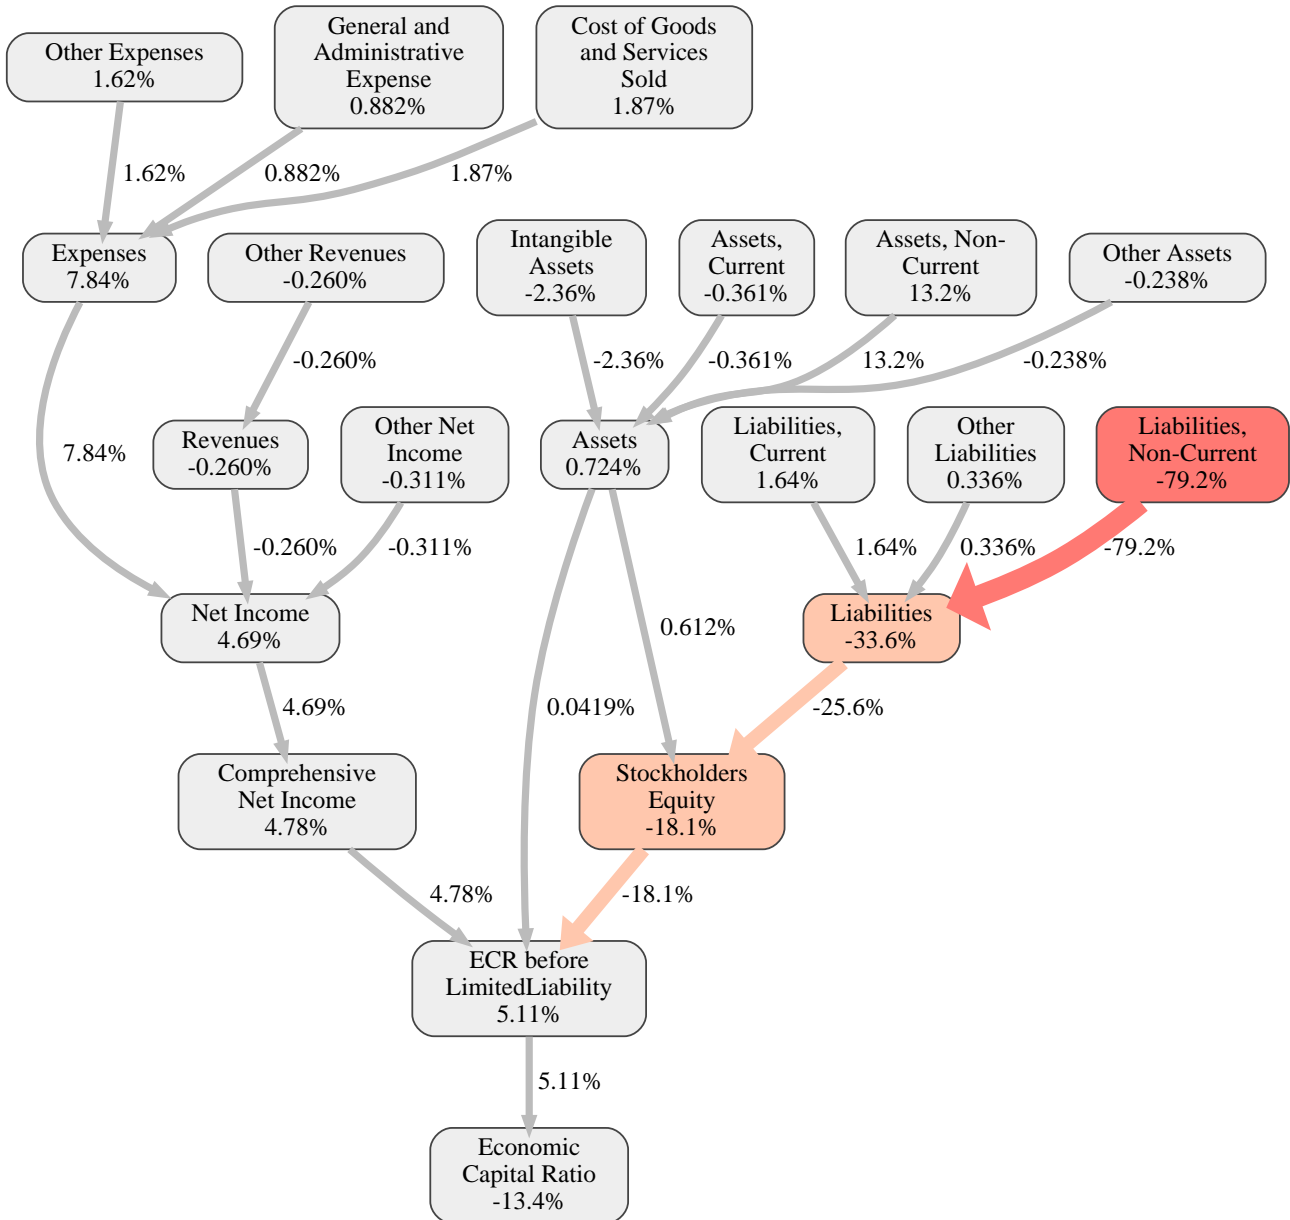 Other Expenses
1.62%
General and
Administrative
Expense
0.882%
Cost of Goods
and Services
Sold
1.87%
1.62%
0.882%
1.87%
Expenses
7.84%
Other Revenues
-0.260%
Intangible
Assets
-2.36%
Assets,
Current
-0.361%
Assets, Non-
Current
13.2%
Other Assets
-0.238%
-0.260%
-2.36%
-0.361%
13.2%
-0.238%
7.84%
Revenues
-0.260%
Other Net
Income
-0.311%
Assets
0.724%
Liabilities,
Current
1.64%
Other
Liabilities
0.336%
Liabilities,
Non-Current
-79.2%
-0.260%
-0.311%
1.64%
0.336%
-79.2%
Net Income
4.69%
0.612%
Liabilities
-33.6%
4.69%
0.0419%
-25.6%
Comprehensive
Net Income
4.78%
Stockholders
Equity
-18.1%
4.78%
-18.1%
ECR before
LimitedLiability
5.11%
5.11%
Economic
Capital Ratio
-13.4%